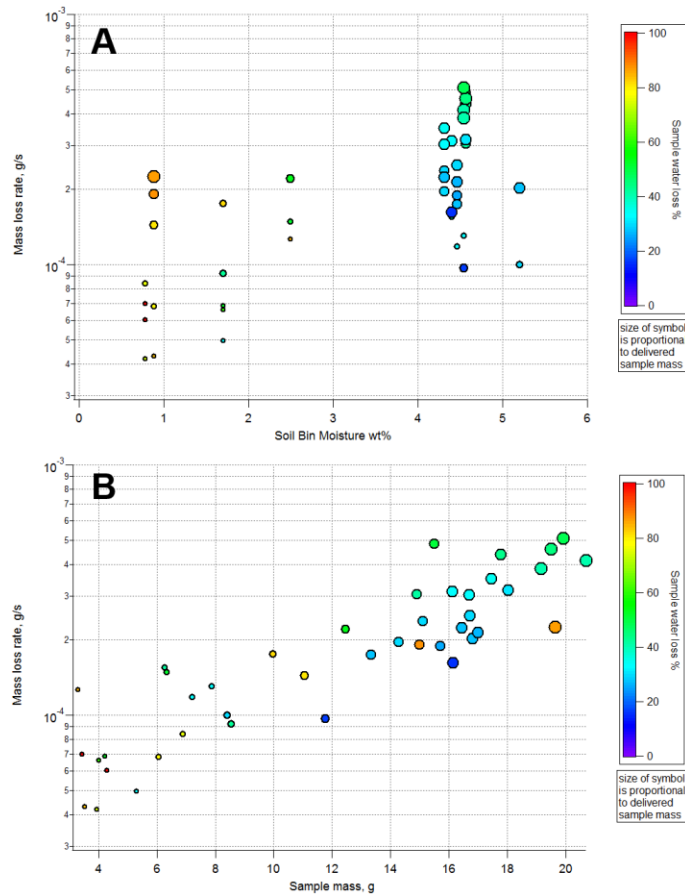 A
10⁻³
9
8
7
6
5
4
3
2
10⁻⁴
9
8
7
6
5
4
3
Mass loss rate, g/s
0 1 2 3 4 5 6
Soil Bin Moisture wt%
100
80
60
40
20
0
Sample water loss %
size of symbol
is proportional
to delivered
sample mass
B
10⁻³
9
8
7
6
5
4
3
2
10⁻⁴
9
8
7
6
5
4
3
Mass loss rate, g/s
4 6 8 10 12 14 16 18 20
Sample mass, g
100
80
60
40
20
0
Sample water loss %
size of symbol
is proportional
to delivered
sample mass